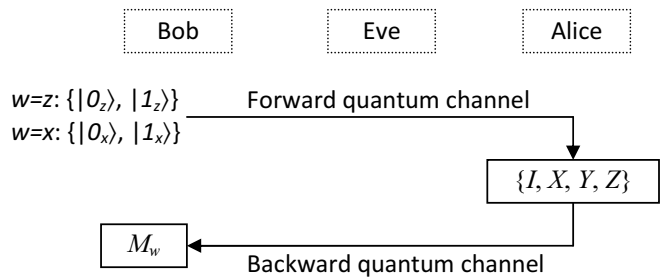 Bob Eve Alice
w=z: {|0z⟩, |1z⟩}
Forward quantum channel
w=x: {|0x⟩, |1x⟩}
{I, X, Y, Z}
Mw
Backward quantum channel